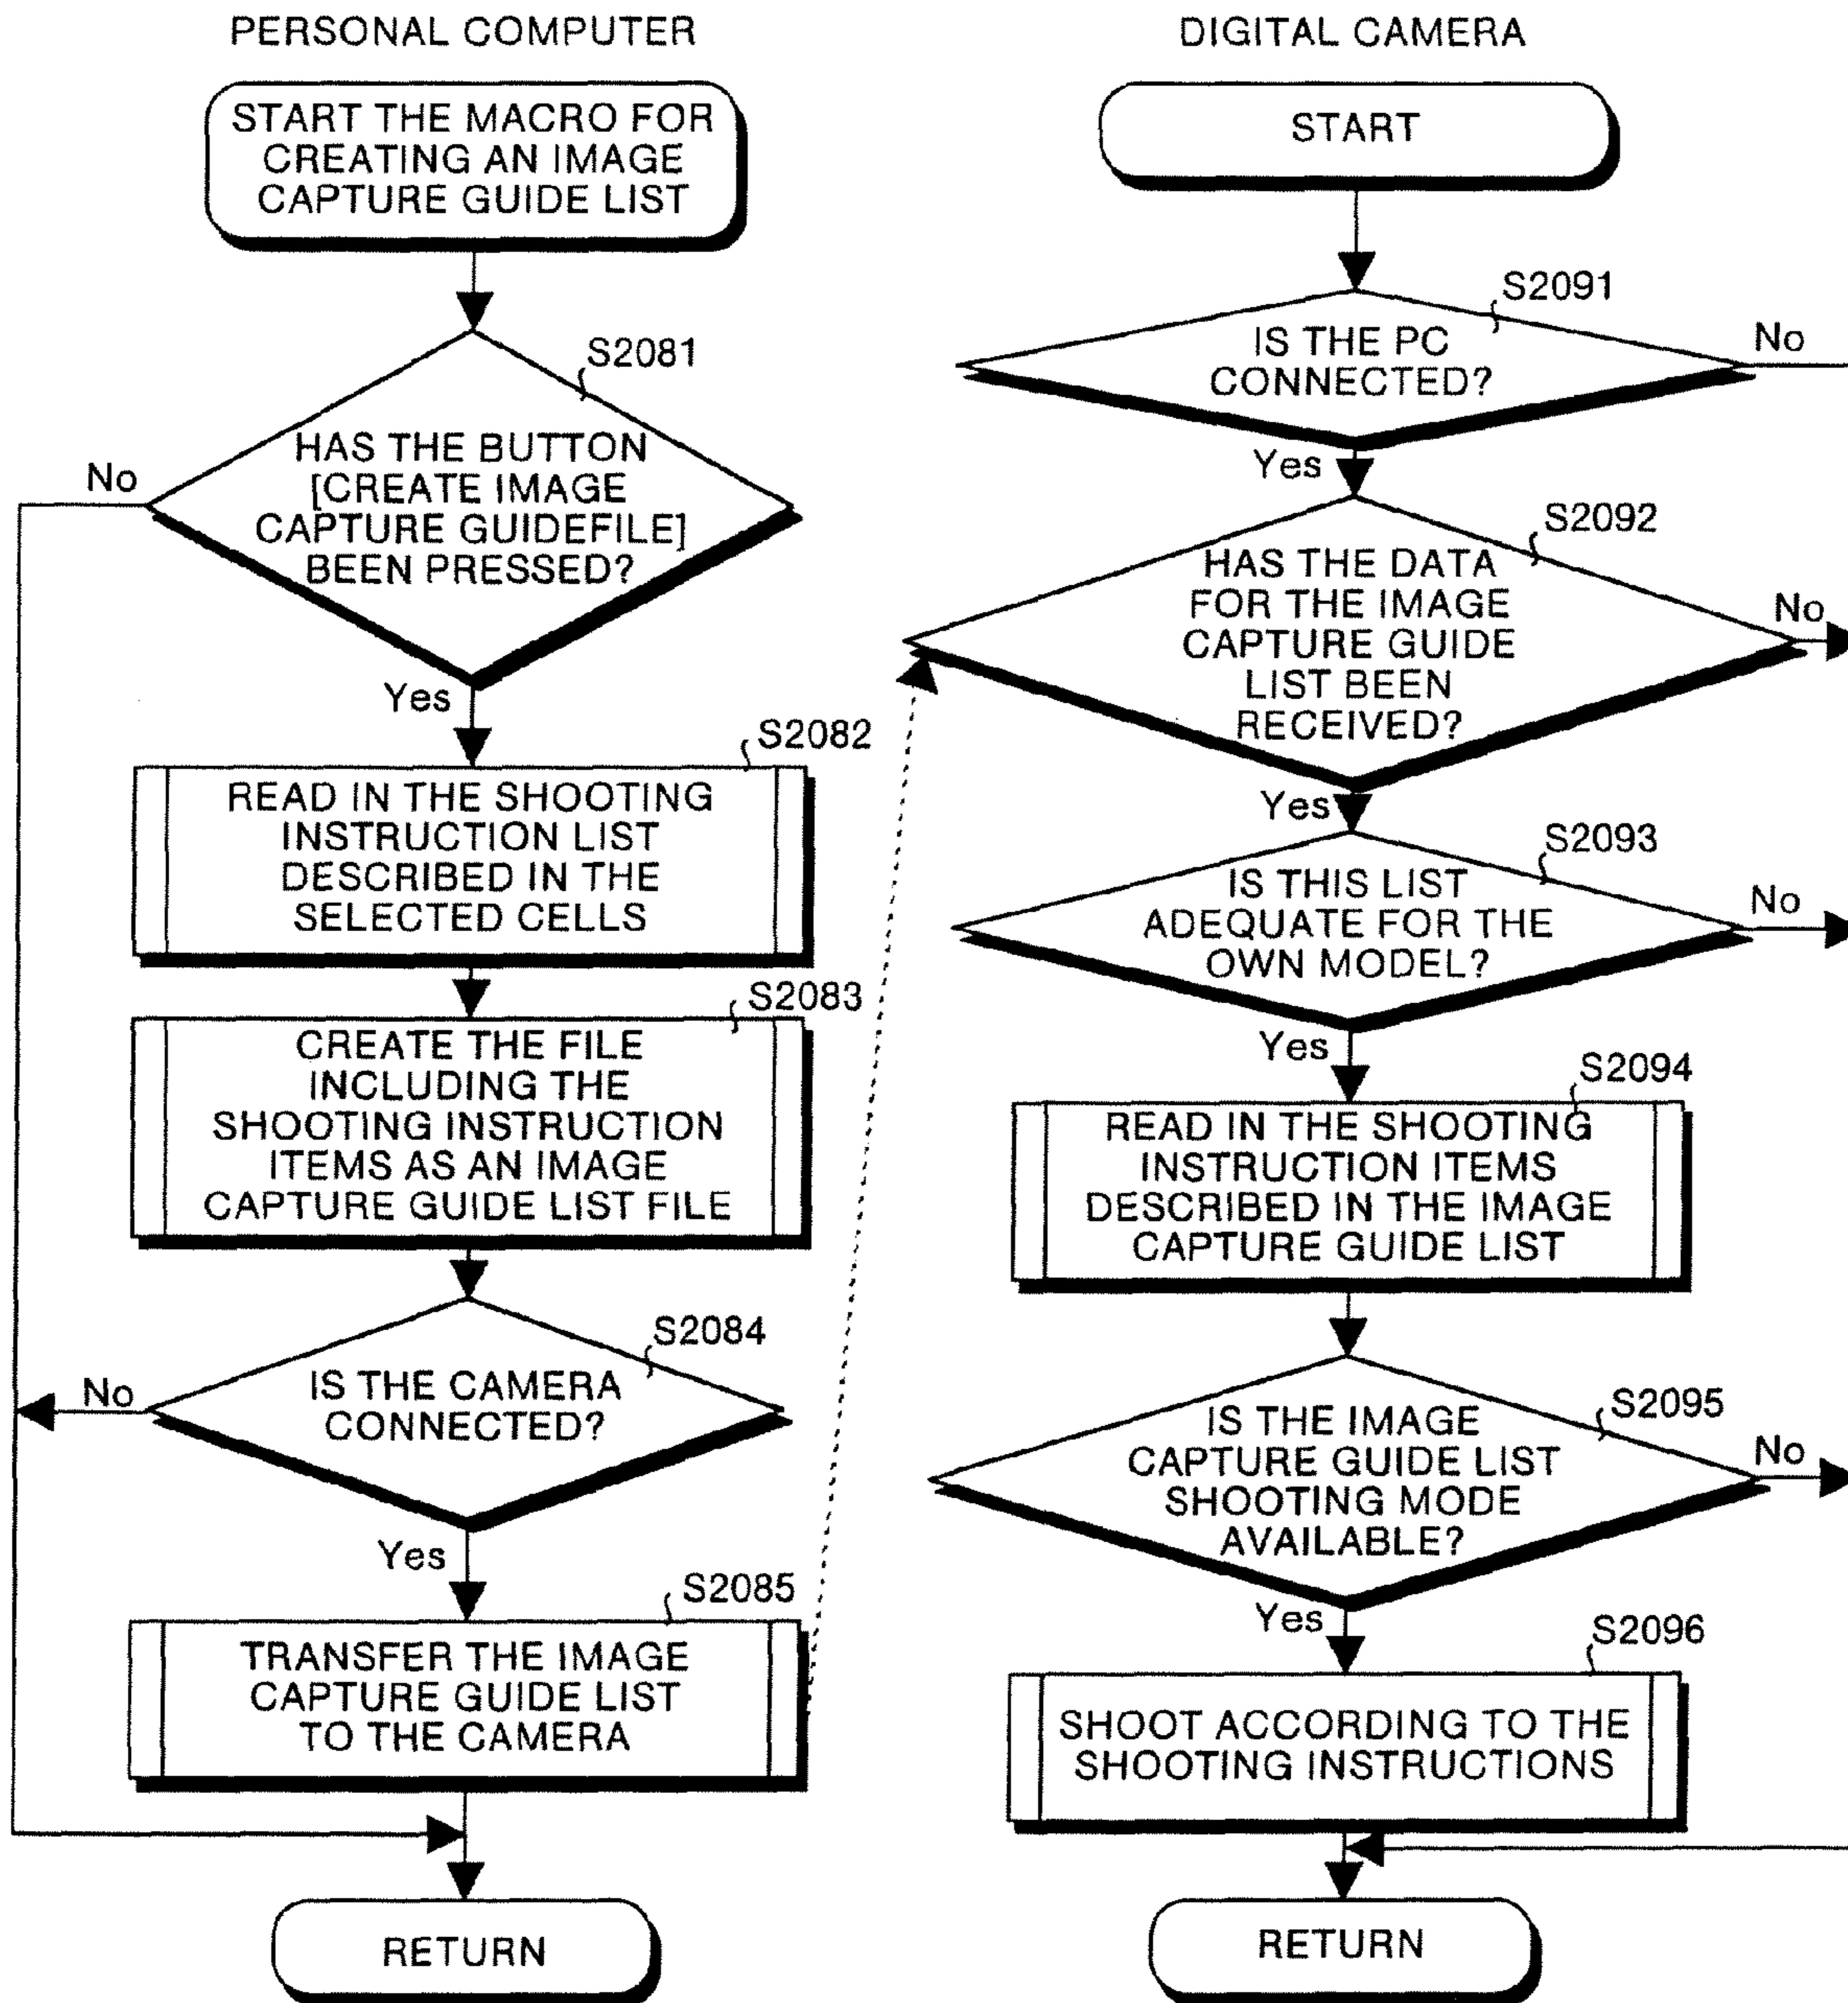 PERSONAL COMPUTER
START THE MACRO FOR
CREATING AN IMAGE
CAPTURE GUIDE LIST
S2081
HAS THE BUTTON
[CREATE IMAGE
CAPTURE GUIDEFILE]
BEEN PRESSED?
No
Yes
S2082
READ IN THE SHOOTING
INSTRUCTION LIST
DESCRIBED IN THE
SELECTED CELLS
S2083
CREATE THE FILE
INCLUDING THE
SHOOTING INSTRUCTION
ITEMS AS AN IMAGE
CAPTURE GUIDE LIST FILE
S2084
IS THE CAMERA
CONNECTED?
No
Yes
S2085
TRANSFER THE IMAGE
CAPTURE GUIDE LIST
TO THE CAMERA
RETURN
DIGITAL CAMERA
START
S2091
IS THE PC
CONNECTED?
No
Yes
S2092
HAS THE DATA
FOR THE IMAGE
CAPTURE GUIDE
LIST BEEN
RECEIVED?
No
Yes
S2093
IS THIS LIST
ADEQUATE FOR THE
OWN MODEL?
No
Yes
S2094
READ IN THE SHOOTING
INSTRUCTION ITEMS
DESCRIBED IN THE IMAGE
CAPTURE GUIDE LIST
S2095
IS THE IMAGE
CAPTURE GUIDE LIST
SHOOTING MODE
AVAILABLE?
No
Yes
S2096
SHOOT ACCORDING TO THE
SHOOTING INSTRUCTIONS
RETURN